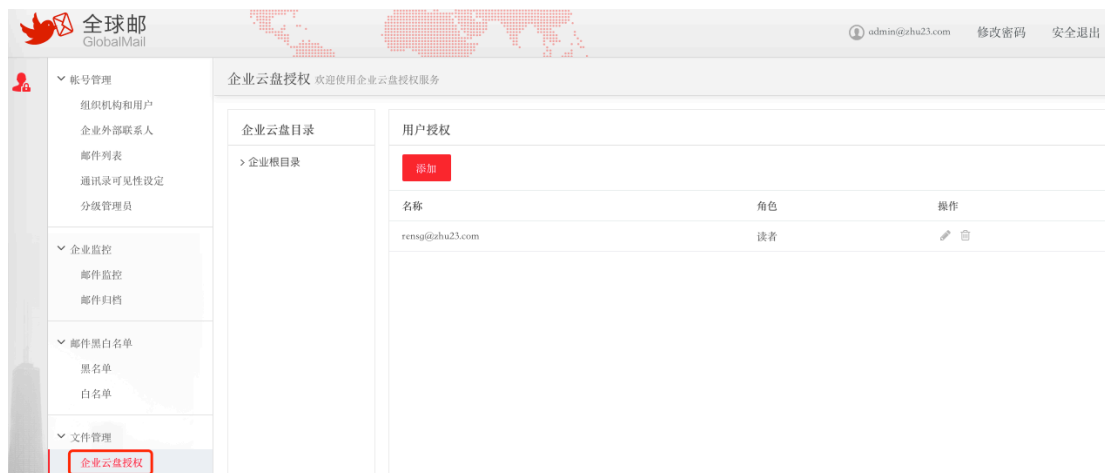 全球邮
GlobalMail
admin@zhu23.com 修改密码 安全退出
帐号管理
组织机构和用户
企业外部联系人
邮件列表
通讯录可见性设定
分级管理员
企业监控
邮件监控
邮件归档
邮件黑白名单
黑名单
白名单
文件管理
企业云盘授权
企业云盘授权 欢迎使用企业云盘授权服务
企业云盘目录
企业根目录
用户授权
添加
名称 角色 操作
rensg@zhu23.com 读者